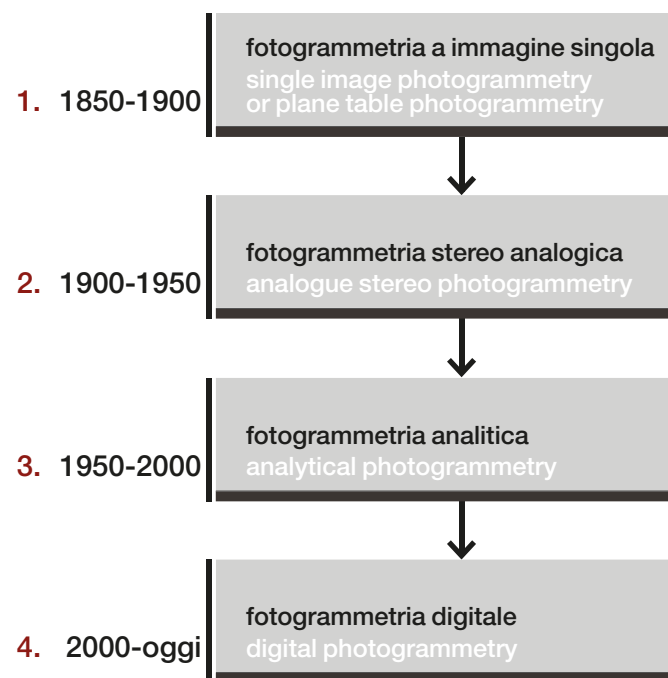 fotogrammetria a immagine singola
single image photogrammetry
or plane table photogrammetry
1. 1850-1900
fotogrammetria stereo analogica
analogue stereo photogrammetry
2. 1900-1950
fotogrammetria analitica
analytical photogrammetry
3. 1950-2000
fotogrammetria digitale
digital photogrammetry
4. 2000-oggi